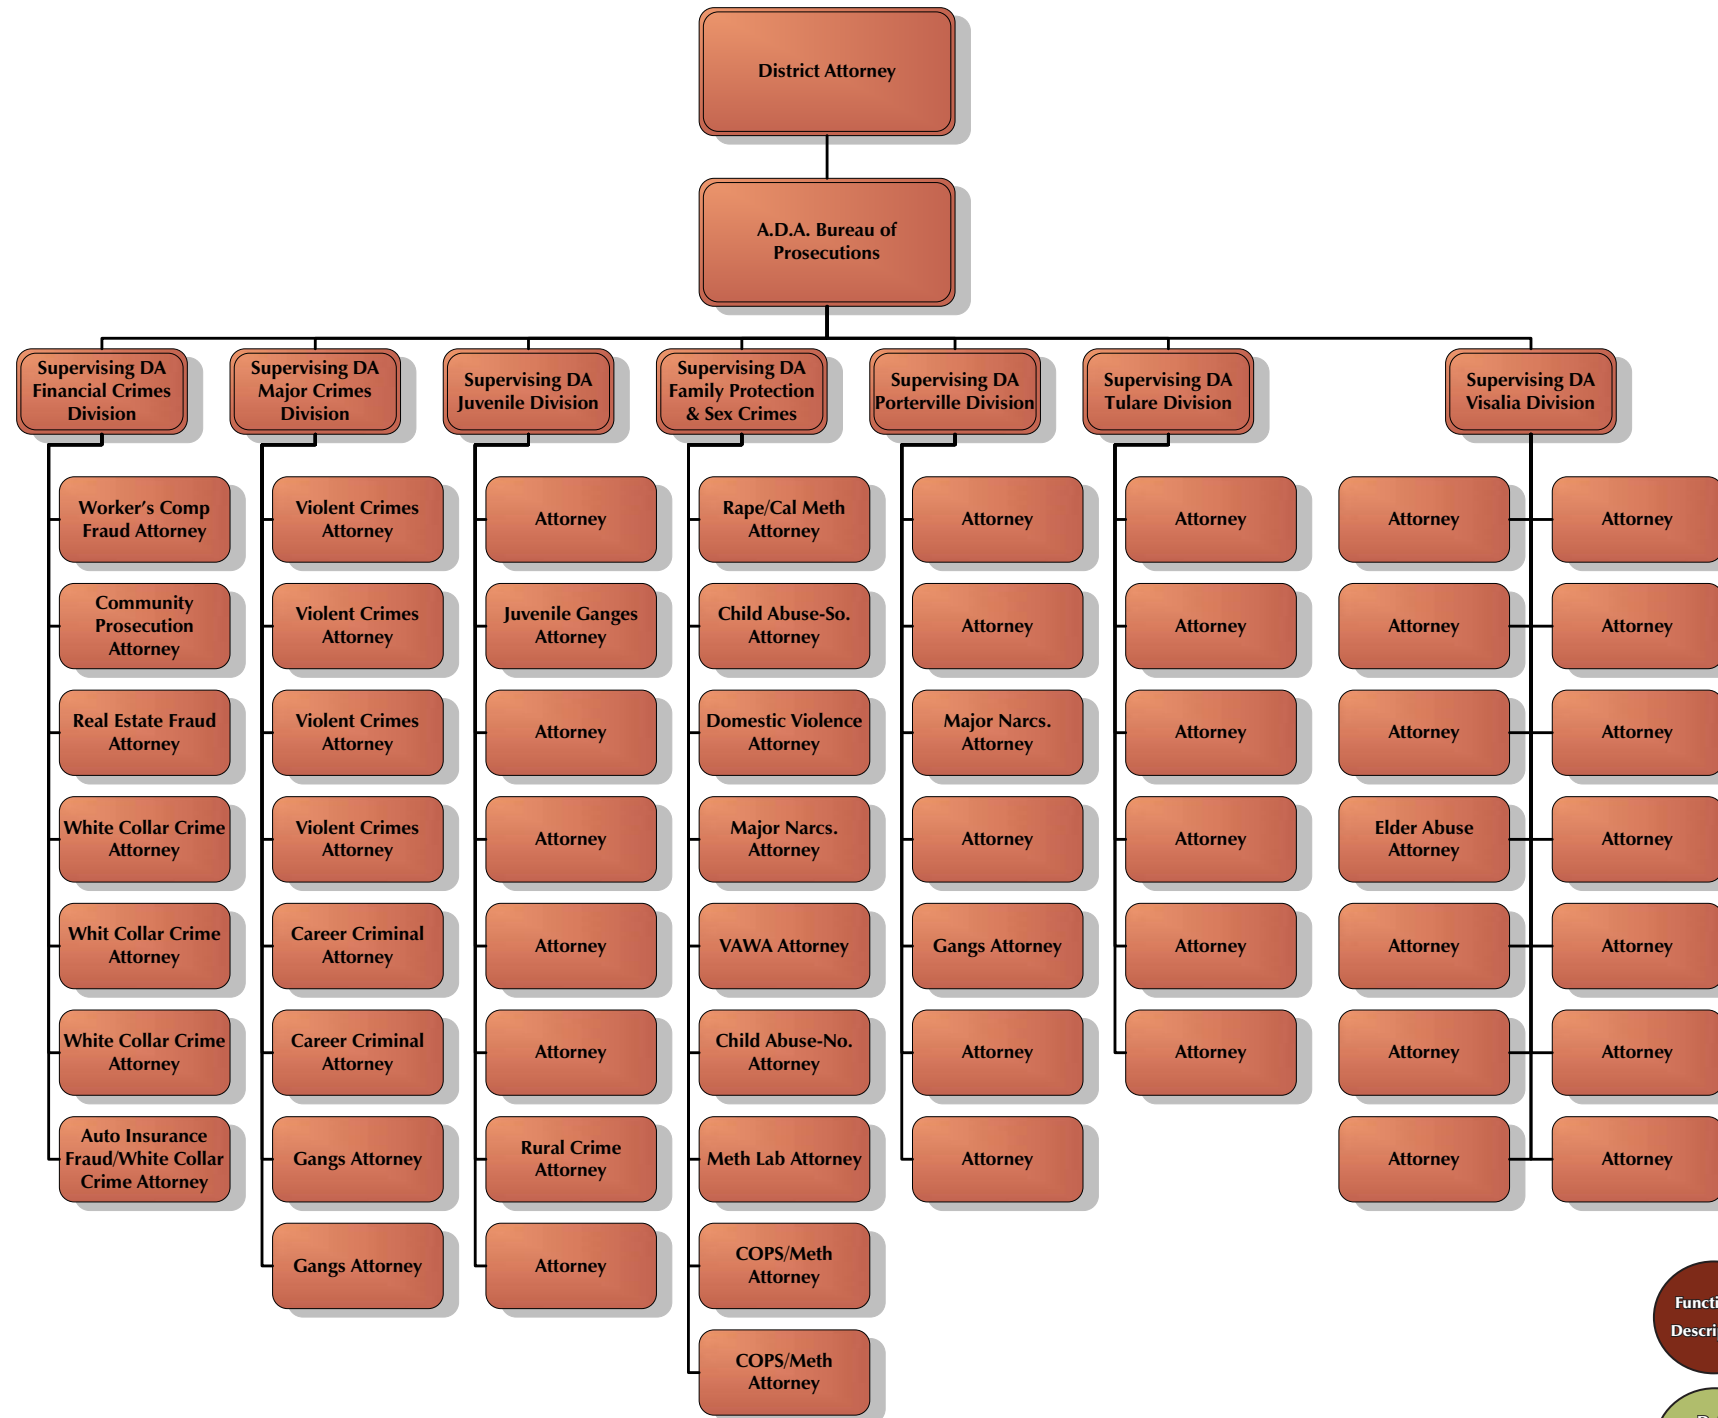 District Attorney
A.D.A. Bureau of
Prosecutions
Supervising DA
Financial Crimes
Division
Supervising DA
Major Crimes
Division
Supervising DA
Juvenile Division
Supervising DA
Family Protection
& Sex Crimes
Supervising DA
Porterville Division
Supervising DA
Tulare Division
Supervising DA
Visalia Division
Worker's Comp
Fraud Attorney
Violent Crimes
Attorney
Attorney
Rape/Cal Meth
Attorney
Attorney
Attorney
Attorney
Attorney
Community
Prosecution
Attorney
Violent Crimes
Attorney
Juvenile Ganges
Attorney
Child Abuse-So.
Attorney
Attorney
Attorney
Attorney
Attorney
Real Estate Fraud
Attorney
Violent Crimes
Attorney
Attorney
Domestic Violence
Attorney
Major Narcs.
Attorney
Attorney
Attorney
Attorney
White Collar Crime
Attorney
Violent Crimes
Attorney
Attorney
Major Narcs.
Attorney
Attorney
Attorney
Elder Abuse
Attorney
Attorney
Whit Collar Crime
Attorney
Career Criminal
Attorney
Attorney
VAWA Attorney
Gangs Attorney
Attorney
Attorney
Attorney
White Collar Crime
Attorney
Career Criminal
Attorney
Attorney
Child Abuse-No.
Attorney
Attorney
Attorney
Attorney
Attorney
Auto Insurance
Fraud/White Collar
Crime Attorney
Gangs Attorney
Rural Crime
Attorney
Meth Lab Attorney
Attorney
Attorney
Attorney
Gangs Attorney
Attorney
COPS/Meth
Attorney
COPS/Meth
Attorney